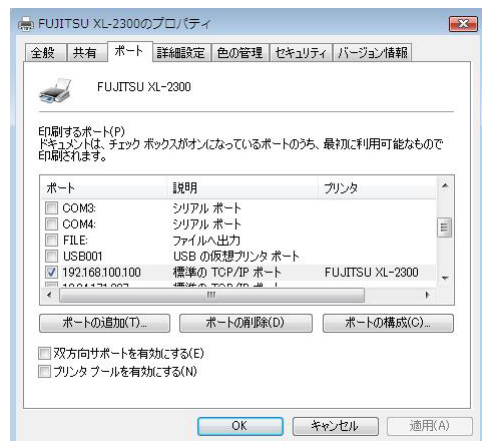 FUJITSU XL-2300のプロパティ
全般 共有 ポート 詳細設定 色の管理 セキュリティ バージョン情報
FUJITSU XL-2300
印刷するポート(P)
ドキュメントは、チェック ボックスがオンになっているポートのうち、最初に利用可能なもので
印刷されます。
ポート 説明 プリンタ
COM3: シリアル ポート
COM4: シリアル ポート
FILE: ファイルへ出力
USB001 USB の仮想プリンタ ポート
192.168.100.100 標準の TCP/IP ポート FUJITSU XL-2300
標準の TCP/IP ポート
ポートの追加(T)... ポートの削除(D) ポートの構成(C)...
双方向サポートを有効にする(E)
プリンタ プールを有効にする(N)
OK キャンセル 適用(A)